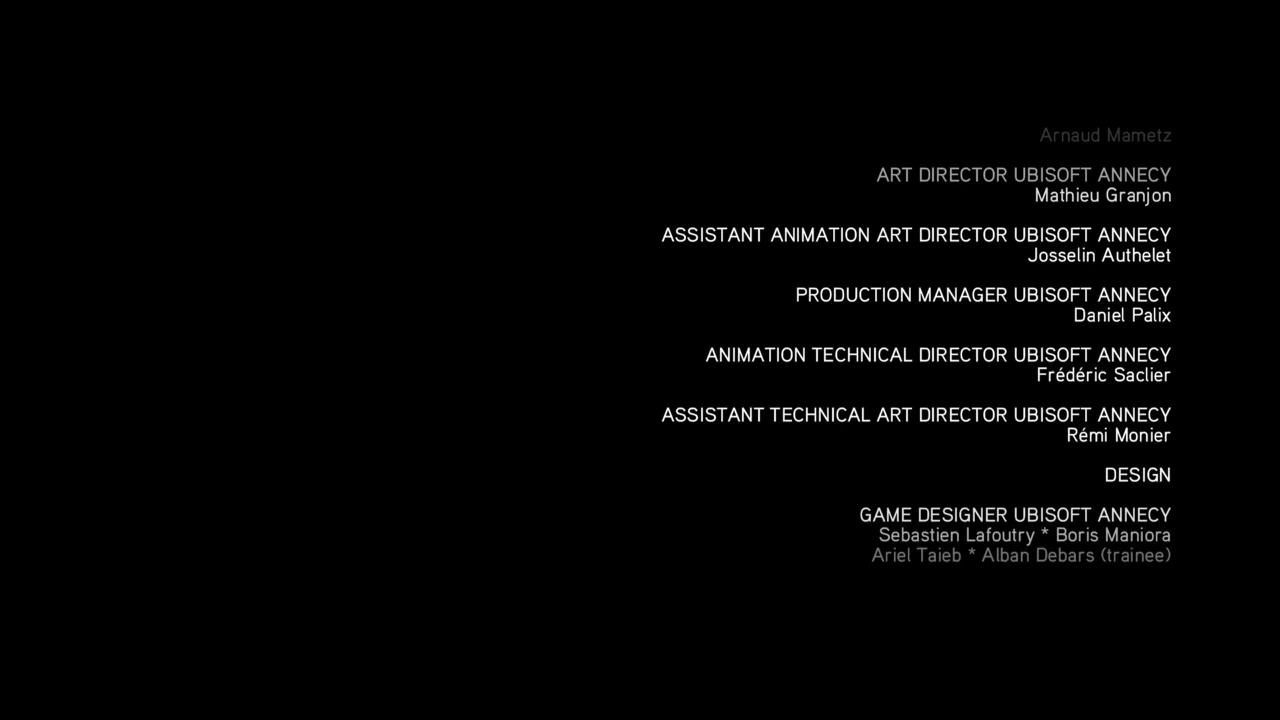 Arnaud Mametz
ART DIRECTOR UBISOFT ANNECY
Mathieu Granjon
ASSISTANT ANIMATION ART DIRECTOR UBISOFT ANNECY
Josselin Authelet
PRODUCTION MANAGER UBISOFT ANNECY
Daniel Palix
ANIMATION TECHNICAL DIRECTOR UBISOFT ANNECY
Frédéric Saclier
ASSISTANT TECHNICAL ART DIRECTOR UBISOFT ANNECY
Rémi Monier
DESIGN
GAME DESIGNER UBISOFT ANNECY
Sebastien Lafoutry * Boris Maniora
Ariel Taieb * Alban Debars (trainee)